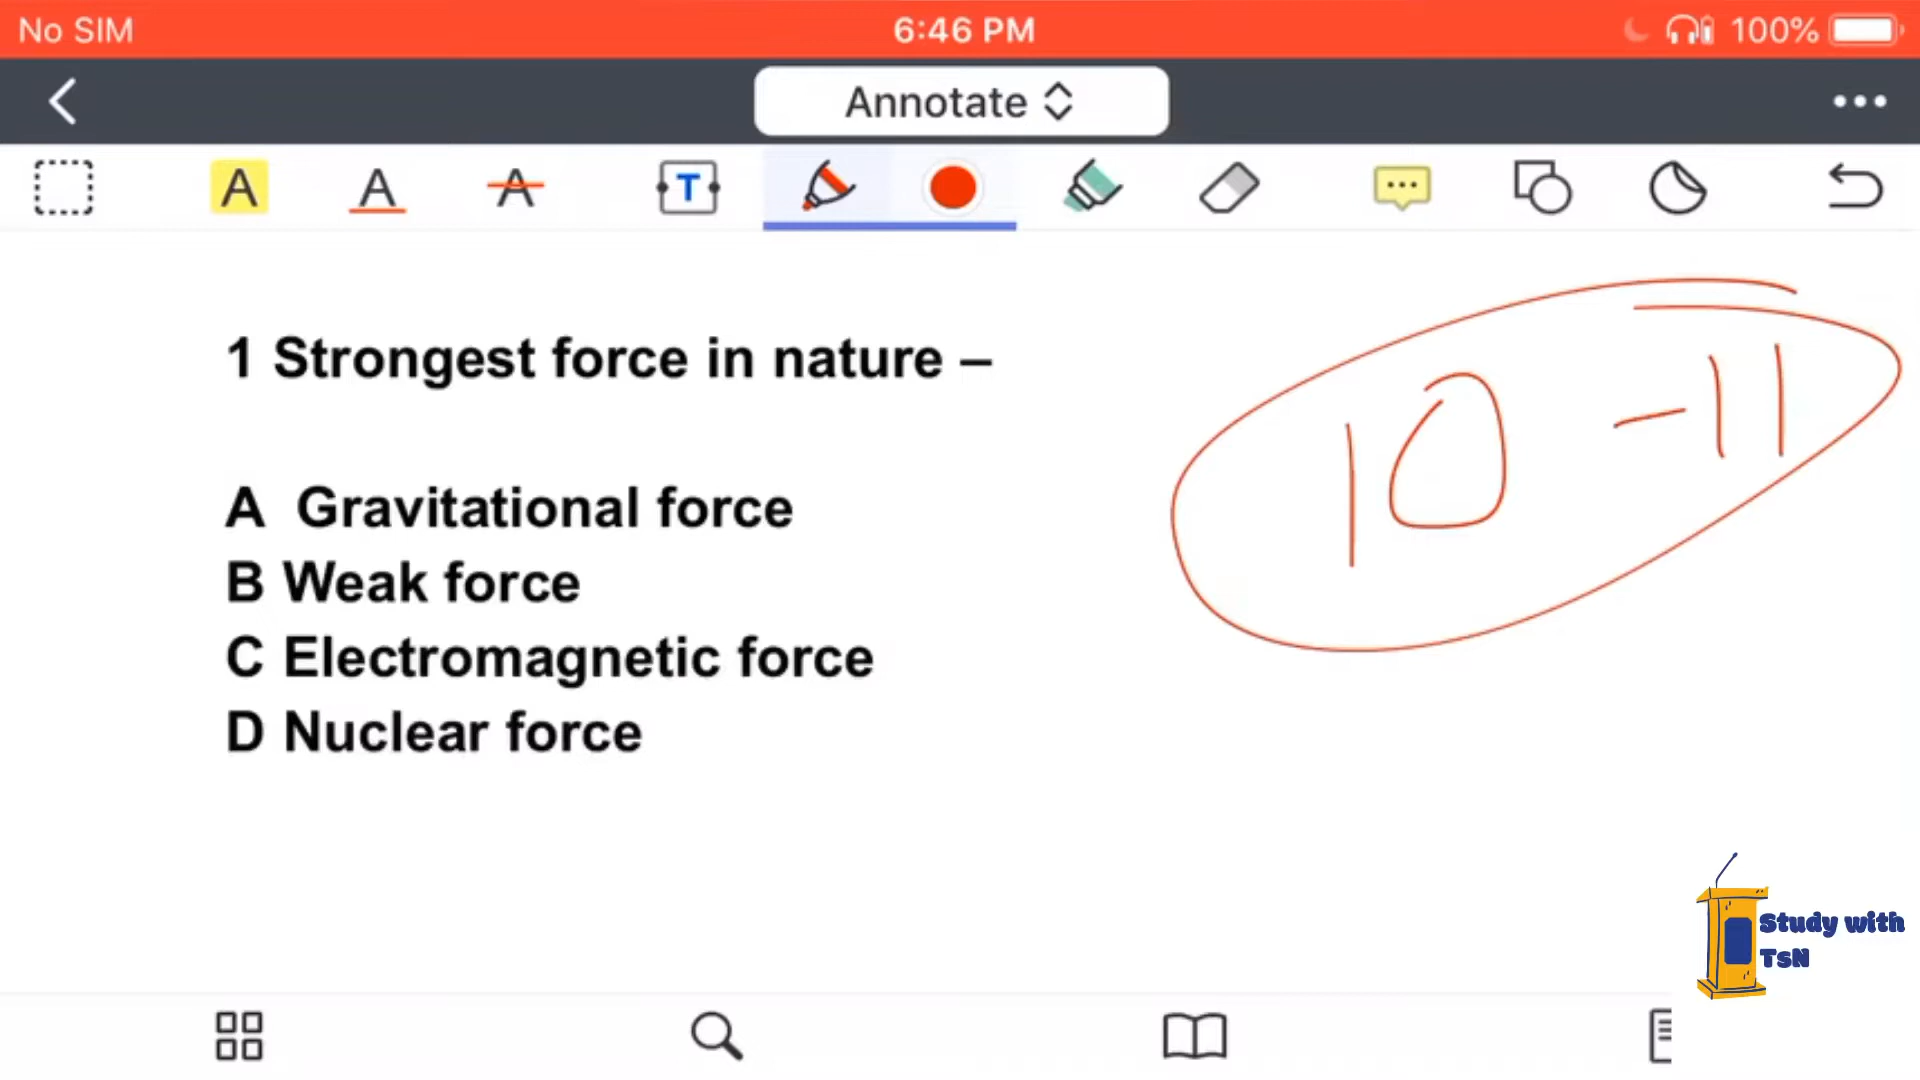 No SIM 6:46 PM 100%
Annotate
A A A T
1 Strongest force in nature –
10 -11
A Gravitational force
B Weak force
C Electromagnetic force
D Nuclear force
Study with
TsN